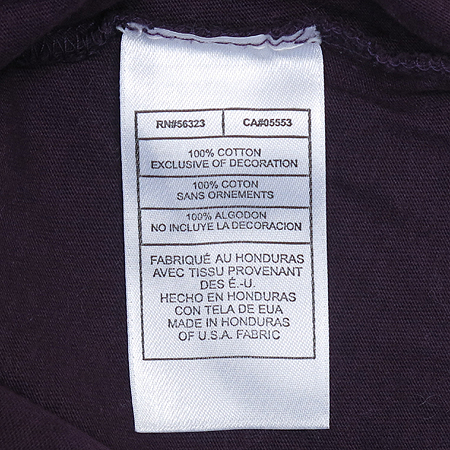 RN#56323 CA#05553
100% COTTON
EXCLUSIVE OF DECORATION
100% COTON
SANS ORNEMENTS
100% ALGODON
NO INCLUYE LA DECORACION
FABRIQUÉ AU HONDURAS
AVEC TISSU PROVENANT
DES É.-U.
HECHO EN HONDURAS
CON TELA DE EUA
MADE IN HONDURAS
OF U.S.A. FABRIC